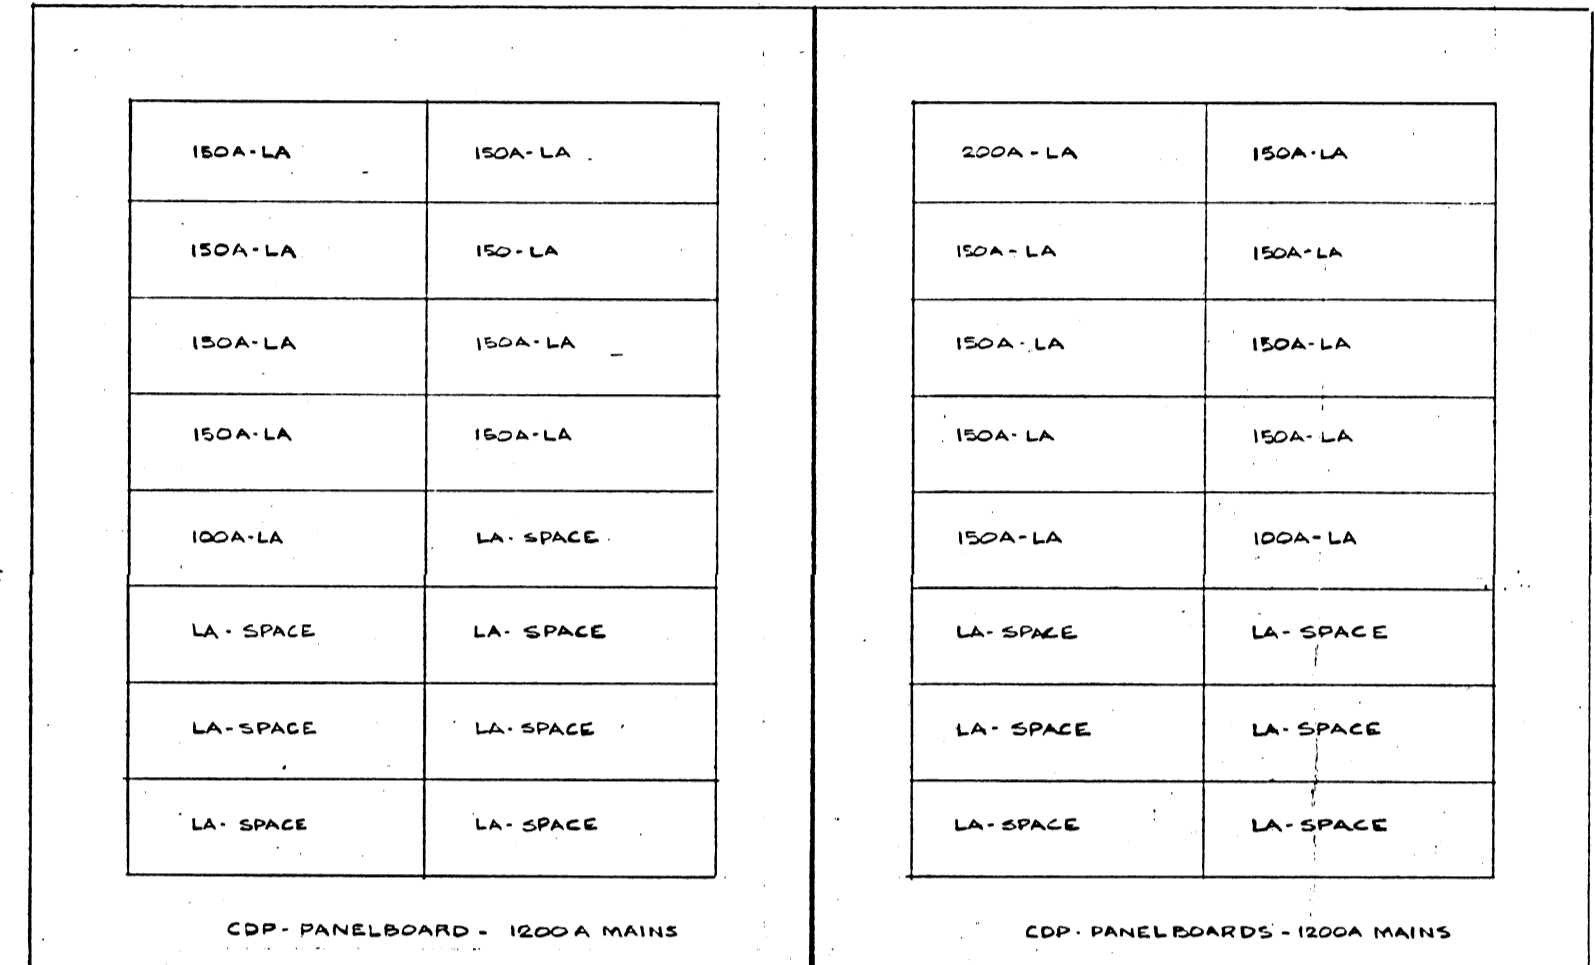 150A-LA 150A-LA
150A-LA 150-LA
150A-LA 150A-LA
150A-LA 150A-LA
100A-LA LA-SPACE
LA-SPACE LA-SPACE
LA-SPACE LA-SPACE
LA-SPACE LA-SPACE
CDP-PANELBOARD - 1200A MAINS
200A-LA 150A-LA
150A-LA 150A-LA
150A-LA 150A-LA
150A-LA 150A-LA
150A-LA 100A-LA
LA-SPACE LA-SPACE
LA-SPACE LA-SPACE
LA-SPACE LA-SPACE
CDP-PANELBOARDS - 1200A MAINS